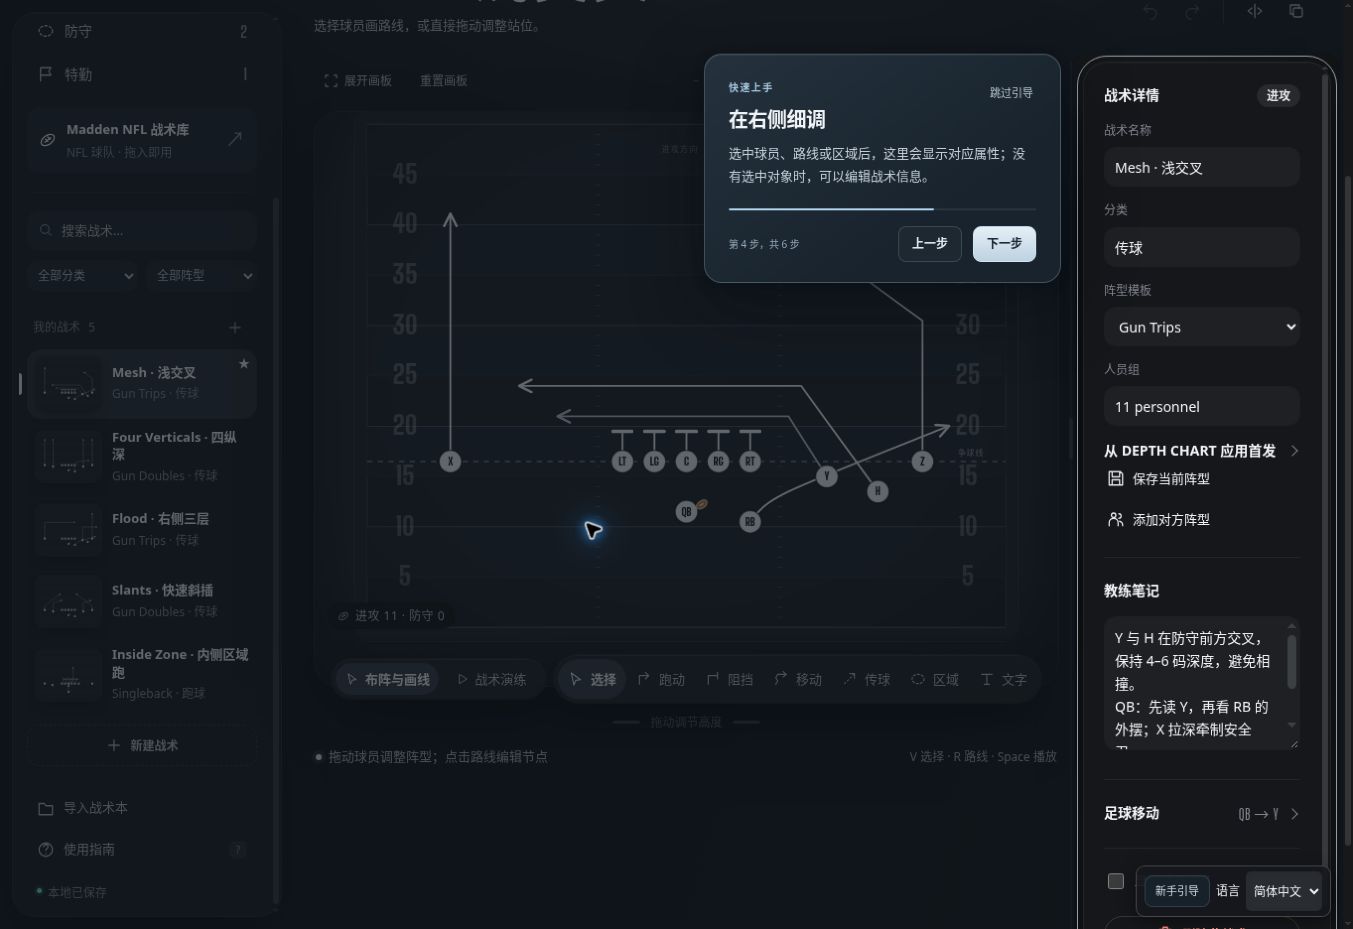 防守 2
特勤 1
Madden NFL 战术库
NFL 球队 · 拖入即用
搜索战术...
全部分类
全部阵型
我的战术 5
Mesh · 浅交叉
Gun Trips · 传球
Four Verticals · 四纵深
Gun Doubles · 传球
Flood · 右侧三层
Gun Trips · 传球
Slants · 快速斜插
Gun Doubles · 传球
Inside Zone · 内侧区域跑
Singleback · 跑球
新建战术
导入战术本
使用指南 ?
本地已保存
选择球员画路线，或直接拖动调整站位。
展开画板
重置画板
进攻方向
45
40
35
30 30
25 25
20 20
争球线
15 15
10 10
5 5
X LT LG C RG RT Y H Z
QB RB
进攻 11 · 防守 0
布阵与画线
战术演练
选择
跑动
阻挡
移动
传球
区域
文字
拖动调节高度
拖动球员调整阵型；点击路线编辑节点
V 选择 · R 路线 · Space 播放
快速上手
跳过引导
在右侧细调
选中球员、路线或区域后，这里会显示对应属性；没
有选中对象时，可以编辑战术信息。
第 4 步，共 6 步
上一步
下一步
战术详情
进攻
战术名称
Mesh · 浅交叉
分类
传球
阵型模板
Gun Trips
人员组
11 personnel
从 DEPTH CHART 应用首发
保存当前阵型
添加对方阵型
教练笔记
Y 与 H 在防守前方交叉，
保持 4–6 码深度，避免相
撞。
QB：先读 Y，再看 RB 的
外摆；X 拉深牵制安全
足球移动
QB → Y
新手引导
语言
简体中文